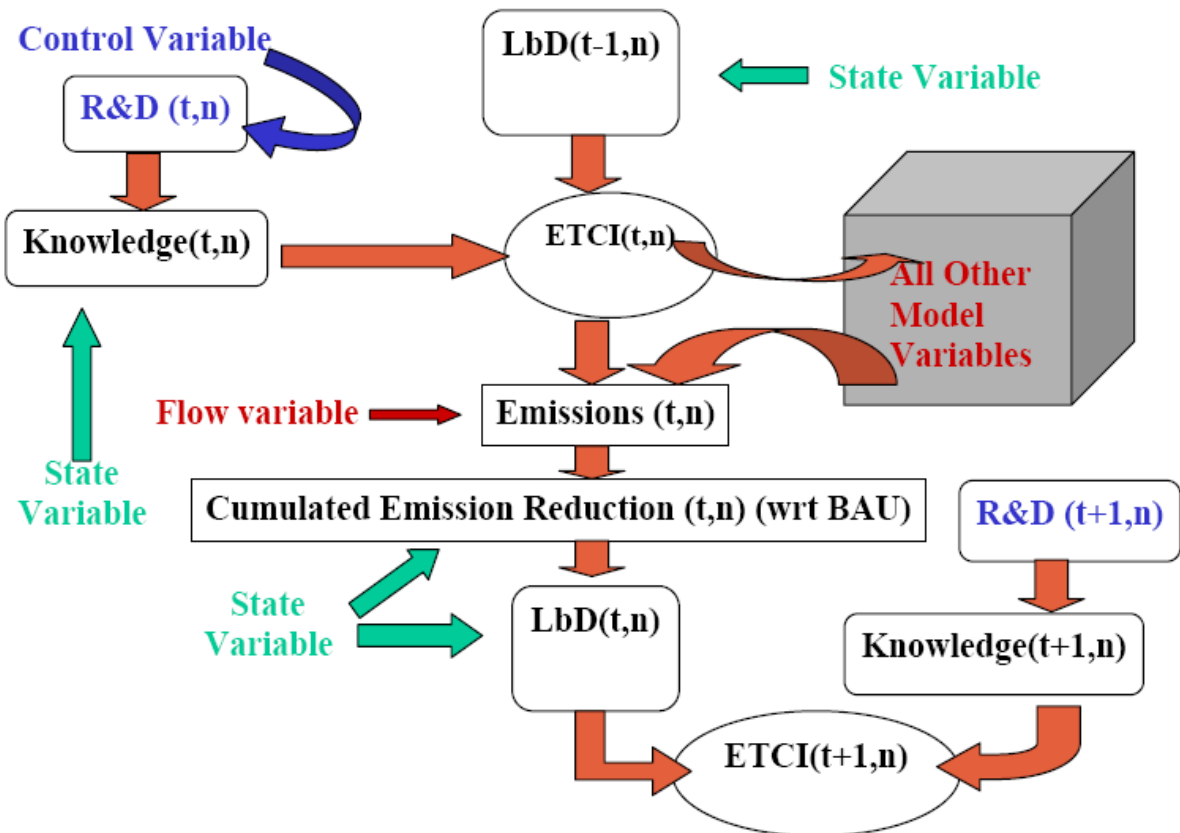 Control Variable
LbD(t-1,n)
State Variable
R&D (t,n)
Knowledge(t,n)
ETCI(t,n)
All Other
Model
Variables
Flow variable
Emissions (t,n)
State
Variable
Cumulated Emission Reduction (t,n) (wrt BAU)
R&D (t+1,n)
State
Variable
LbD(t,n)
Knowledge(t+1,n)
ETCI(t+1,n)